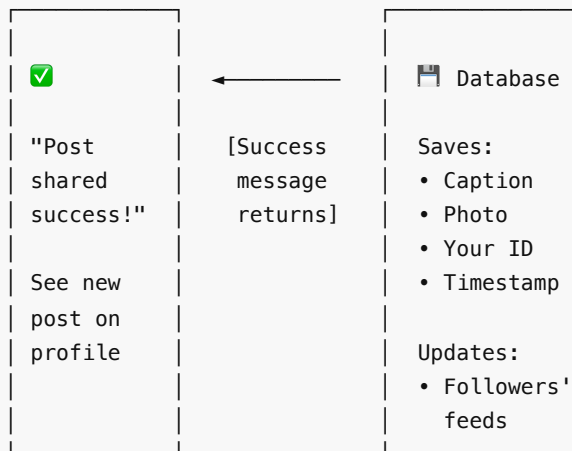 Database
"Post
shared
success!"
See new
post on
profile
[Success
message
returns]
Saves:
• Caption
• Photo
• Your ID
• Timestamp
Updates:
• Followers'
feeds